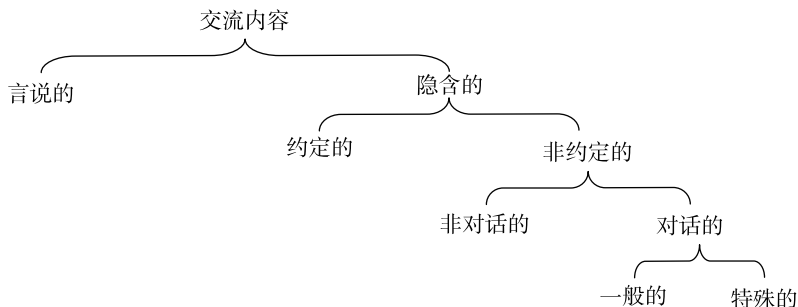 交流内容
言说的
隐含的
约定的
非约定的
非对话的
对话的
一般的
特殊的